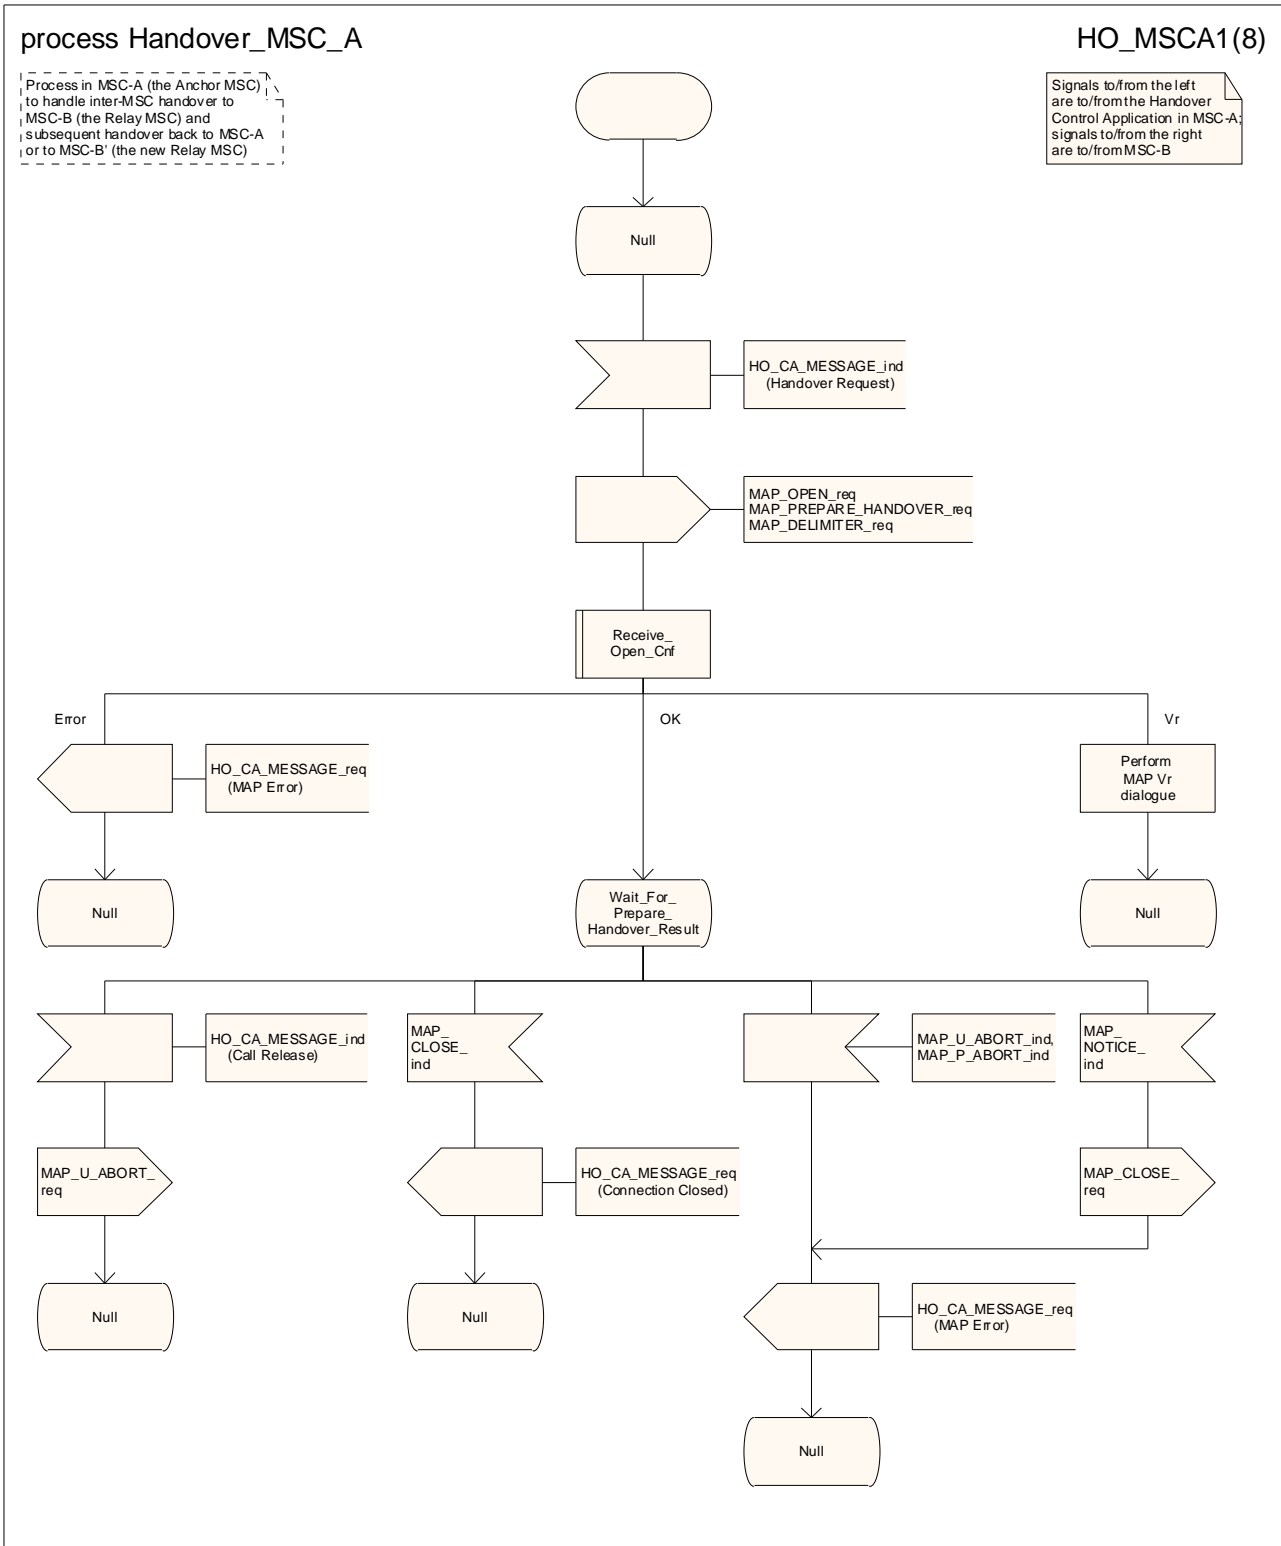 process Handover_MSC_A
HO_MSCA1(8)
Process in MSC-A (the Anchor MSC)
to handle inter-MSC handover to
MSC-B (the Relay MSC) and
subsequent handover back to MSC-A
or to MSC-B' (the new Relay MSC)
Signals to/from the left
are to/from the Handover
Control Application in MSC-A;
signals to/from the right
are to/from MSC-B
Null
HO_CA_MESSAGE_ind
(Handover Request)
MAP_OPEN_req
MAP_PREPARE_HANDOVER_req
MAP_DELIMITER_req
Receive_
Open_Cnf
Error
OK
Vr
HO_CA_MESSAGE_req
(MAP Error)
Perform
MAP Vr
dialogue
Null
Wait_For_
Prepare_
Handover_Result
Null
HO_CA_MESSAGE_ind
(Call Release)
MAP_
CLOSE_
ind
MAP_U_ABORT_ind,
MAP_P_ABORT_ind
MAP_
NOTICE_
ind
MAP_U_ABORT_
req
HO_CA_MESSAGE_req
(Connection Closed)
MAP_CLOSE_
req
Null
Null
HO_CA_MESSAGE_req
(MAP Error)
Null